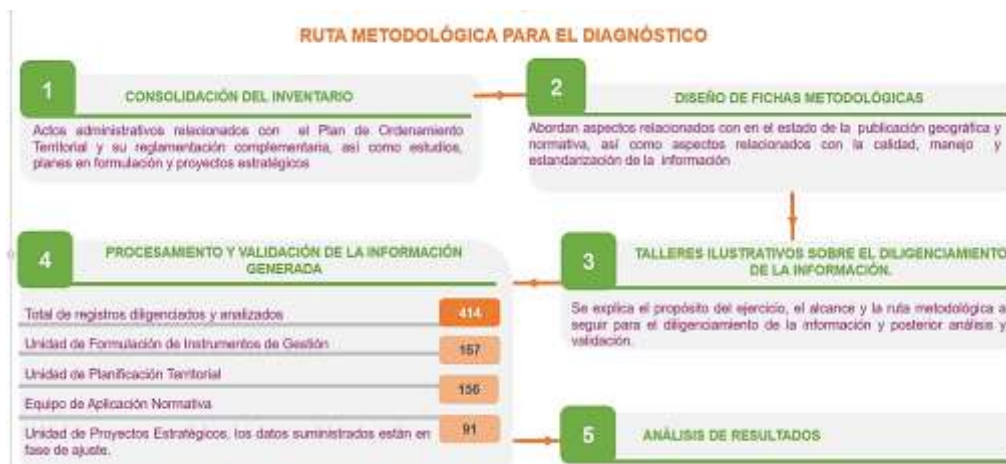 RUTA METODOLÓGICA PARA EL DIAGNÓSTICO
1
CONSOLIDACIÓN DEL INVENTARIO
Actos administrativos relacionados con el Plan de Ordenamiento
Territorial y su reglamentación complementaria, así como estudios,
planes en formulación y proyectos estratégicos
2
DISEÑO DE FICHAS METODOLÓGICAS
Abordan aspectos relacionados con en el estado de la publicación geográfica y
normativa, así como aspectos relacionados con la calidad, manejo y
estandarización de la información
3
TALLERES ILUSTRATIVOS SOBRE EL DILIGENCIAMIENTO
DE LA INFORMACIÓN.
Se explica el propósito del ejercicio, el alcance y la ruta metodológica a
seguir para el diligenciamiento de la información y posterior análisis y
validación.
4
PROCESAMIENTO Y VALIDACIÓN DE LA INFORMACIÓN
GENERADA
Total de registros diligenciados y analizados
414
Unidad de Formulación de Instrumentos de Gestión
167
Unidad de Planificación Territorial
156
Equipo de Aplicación Normativa
91
Unidad de Proyectos Estratégicos, los datos suministrados están en
fase de ajuste.
5
ANÁLISIS DE RESULTADOS